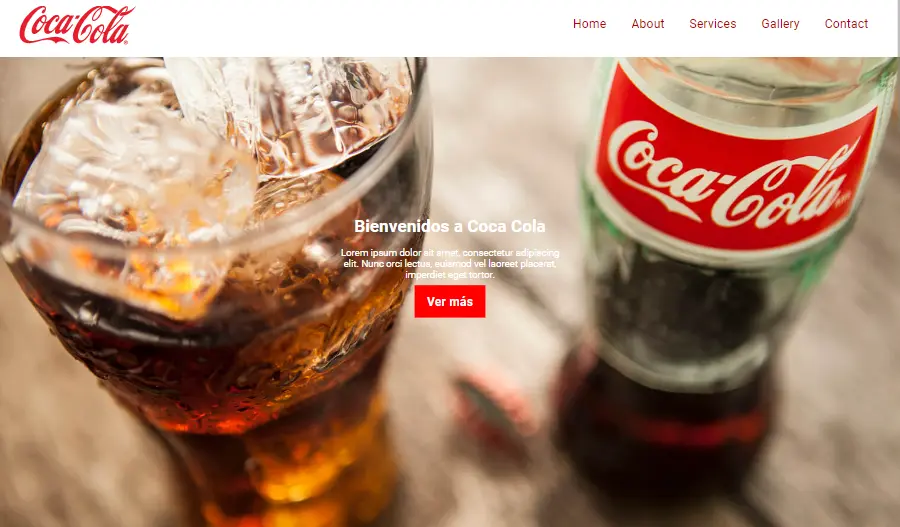 Coca-Cola
Home About Services Gallery Contact
Coca-Cola
Bienvenidos a Coca Cola
Lorem ipsum dolor sit amet, consectetur adipiscing
elit. Nunc orci lectus, euismod vel laoreet placerat,
imperdiet eget tortor.
Ver más